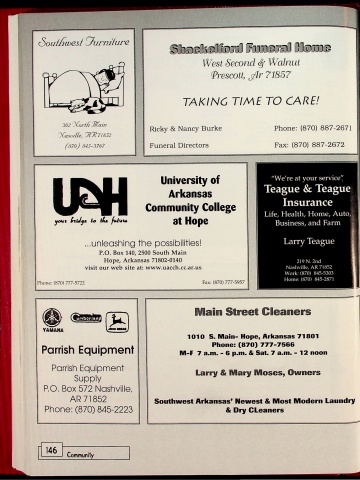 Southwest Furniture
302 North Main
Nashville, AR 71852
(870) 845-3767
Shackelford Funeral Home
West Second & Walnut
Prescott, Ar 71857
TAKING TIME TO CARE!
Ricky & Nancy Burke
Phone: (870) 887-2671
Funeral Directors
Fax: (870) 887-2672
UACCH
your bridge to the future
University of
Arkansas
Community College
at Hope
...unleashing the possibilities!
P.O. Box 140, 2500 South Main
Hope, Arkansas 71802-0140
visit our web site at: www.uacch.cc.ar.us
Phone: (870) 777-5722
Fax: (870) 777-5957
"We're at your service"
Teague & Teague
Insurance
Life, Health, Home, Auto,
Business, and Farm
Larry Teague
219 N. 2nd
Nashville, AR 71852
Work: (870) 845-5303
Home: (870) 845-2871
YAMAHA
JOHN DEERE
Parrish Equipment
Parrish Equipment
Supply
P.O. Box 572 Nashville,
AR 71852
Phone: (870) 845-2223
Main Street Cleaners
1010 S. Main- Hope, Arkansas 71801
Phone: (870) 777-7566
M-F 7 a.m. - 6 p.m. & Sat. 7 a.m. - 12 noon
Larry & Mary Moses, Owners
Southwest Arkansas' Newest & Most Modern Laundry
& Dry CLeaners
146
Community